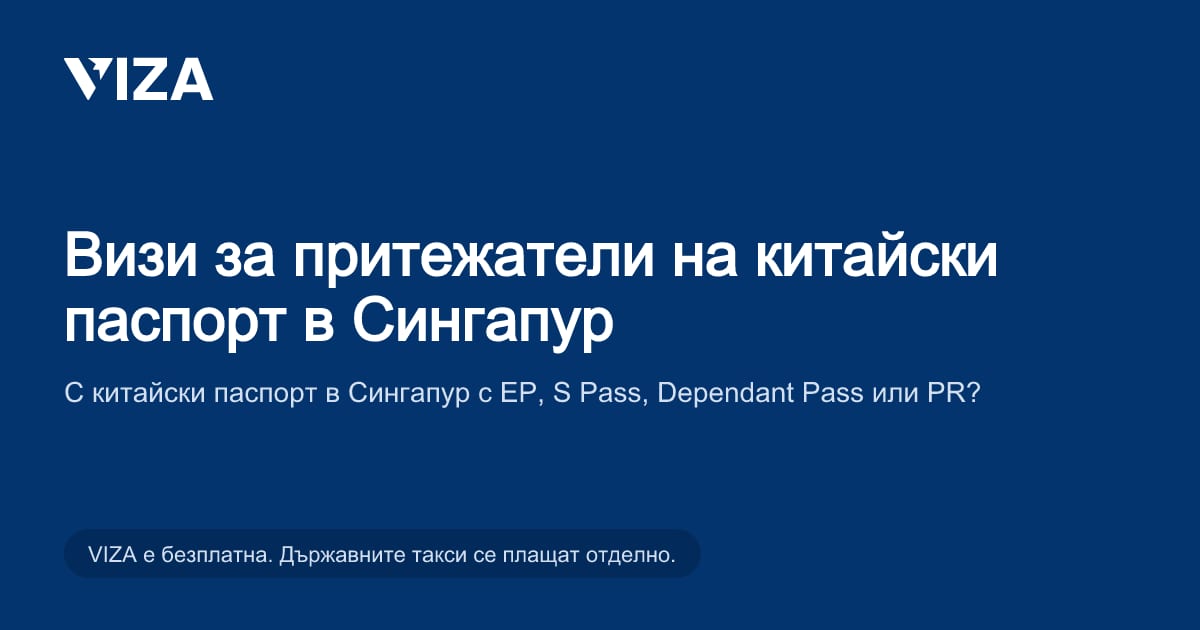 VIZA
Визи за притежатели на китайски
паспорт в Сингапур
С китайски паспорт в Сингапур с EP, S Pass, Dependant Pass или PR?
VIZA е безплатна. Държавните такси се плащат отделно.